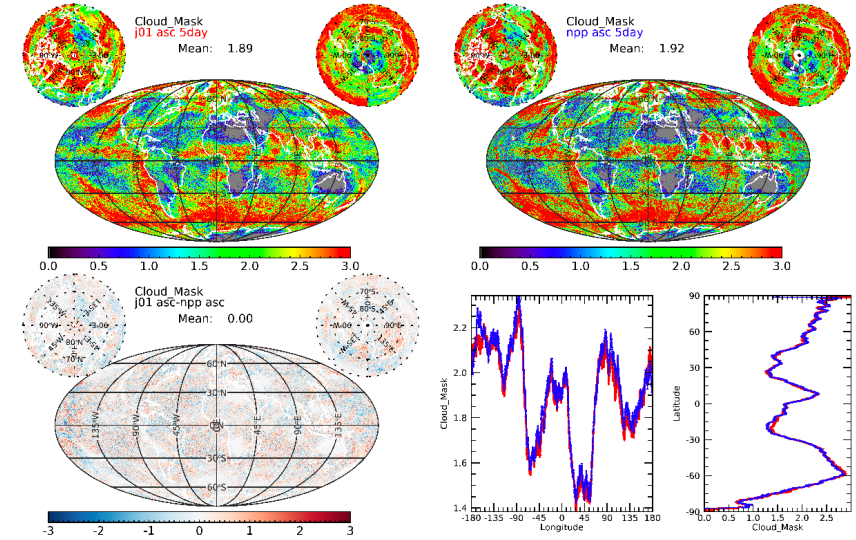 Cloud_Mask
j01 asc 5day
Mean: 1.89
0.0 0.5 1.0 1.5 2.0 2.5 3.0
Cloud_Mask
npp asc 5day
Mean: 1.92
0.0 0.5 1.0 1.5 2.0 2.5 3.0
Cloud_Mask
j01 asc-npp asc
Mean: 0.00
90°W
80°N
70°N
70°S
90°E
60°N
30°N
135°W
45°W
45°E
90°E
135°E
30°S
60°S
-3 -2 -1 0 1 2 3
Cloud_Mask
2.2
2.0
1.8
1.6
1.4
-180 -135 -90 -45 0 45 90 135 180
Longitude
Latitude
90
60
30
0
-30
-60
-90
0.0 0.5 1.0 1.5 2.0 2.5
Cloud_Mask